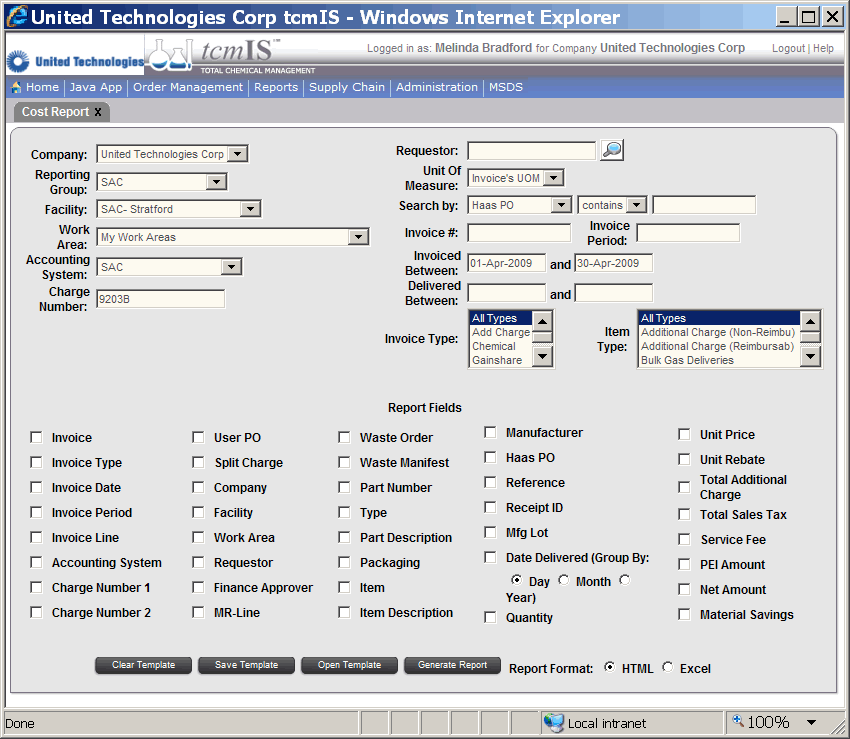 United Technologies Corp tcmIS - Windows Internet Explorer
United Technologies
tcmIS™
TOTAL CHEMICAL MANAGEMENT
Logged in as: Melinda Bradford for Company United Technologies Corp
Logout | Help
Home | Java App | Order Management | Reports | Supply Chain | Administration | MSDS
Cost Report x
Company: United Technologies Corp
Reporting Group: SAC
Facility: SAC- Stratford
Work Area: My Work Areas
Accounting System: SAC
Charge Number: 9203B
Requestor:
Unit Of Measure: Invoice's UOM
Search by: Haas PO contains
Invoice #: Invoice Period:
Invoiced Between: 01-Apr-2009 and 30-Apr-2009
Delivered Between: and
Invoice Type:
All Types
Add Charge
Chemical
Gainshare
Item Type:
All Types
Additional Charge (Non-Reimbu)
Additional Charge (Reimbursab)
Bulk Gas Deliveries
Report Fields
Invoice
Invoice Type
Invoice Date
Invoice Period
Invoice Line
Accounting System
Charge Number 1
Charge Number 2
User PO
Split Charge
Company
Facility
Work Area
Requestor
Finance Approver
MR-Line
Waste Order
Waste Manifest
Part Number
Type
Part Description
Packaging
Item
Item Description
Manufacturer
Haas PO
Reference
Receipt ID
Mfg Lot
Date Delivered (Group By:
Day Month
Year)
Quantity
Unit Price
Unit Rebate
Total Additional
Charge
Total Sales Tax
Service Fee
PEI Amount
Net Amount
Material Savings
Clear Template Save Template Open Template Generate Report Report Format: HTML Excel
Done Local intranet 100%